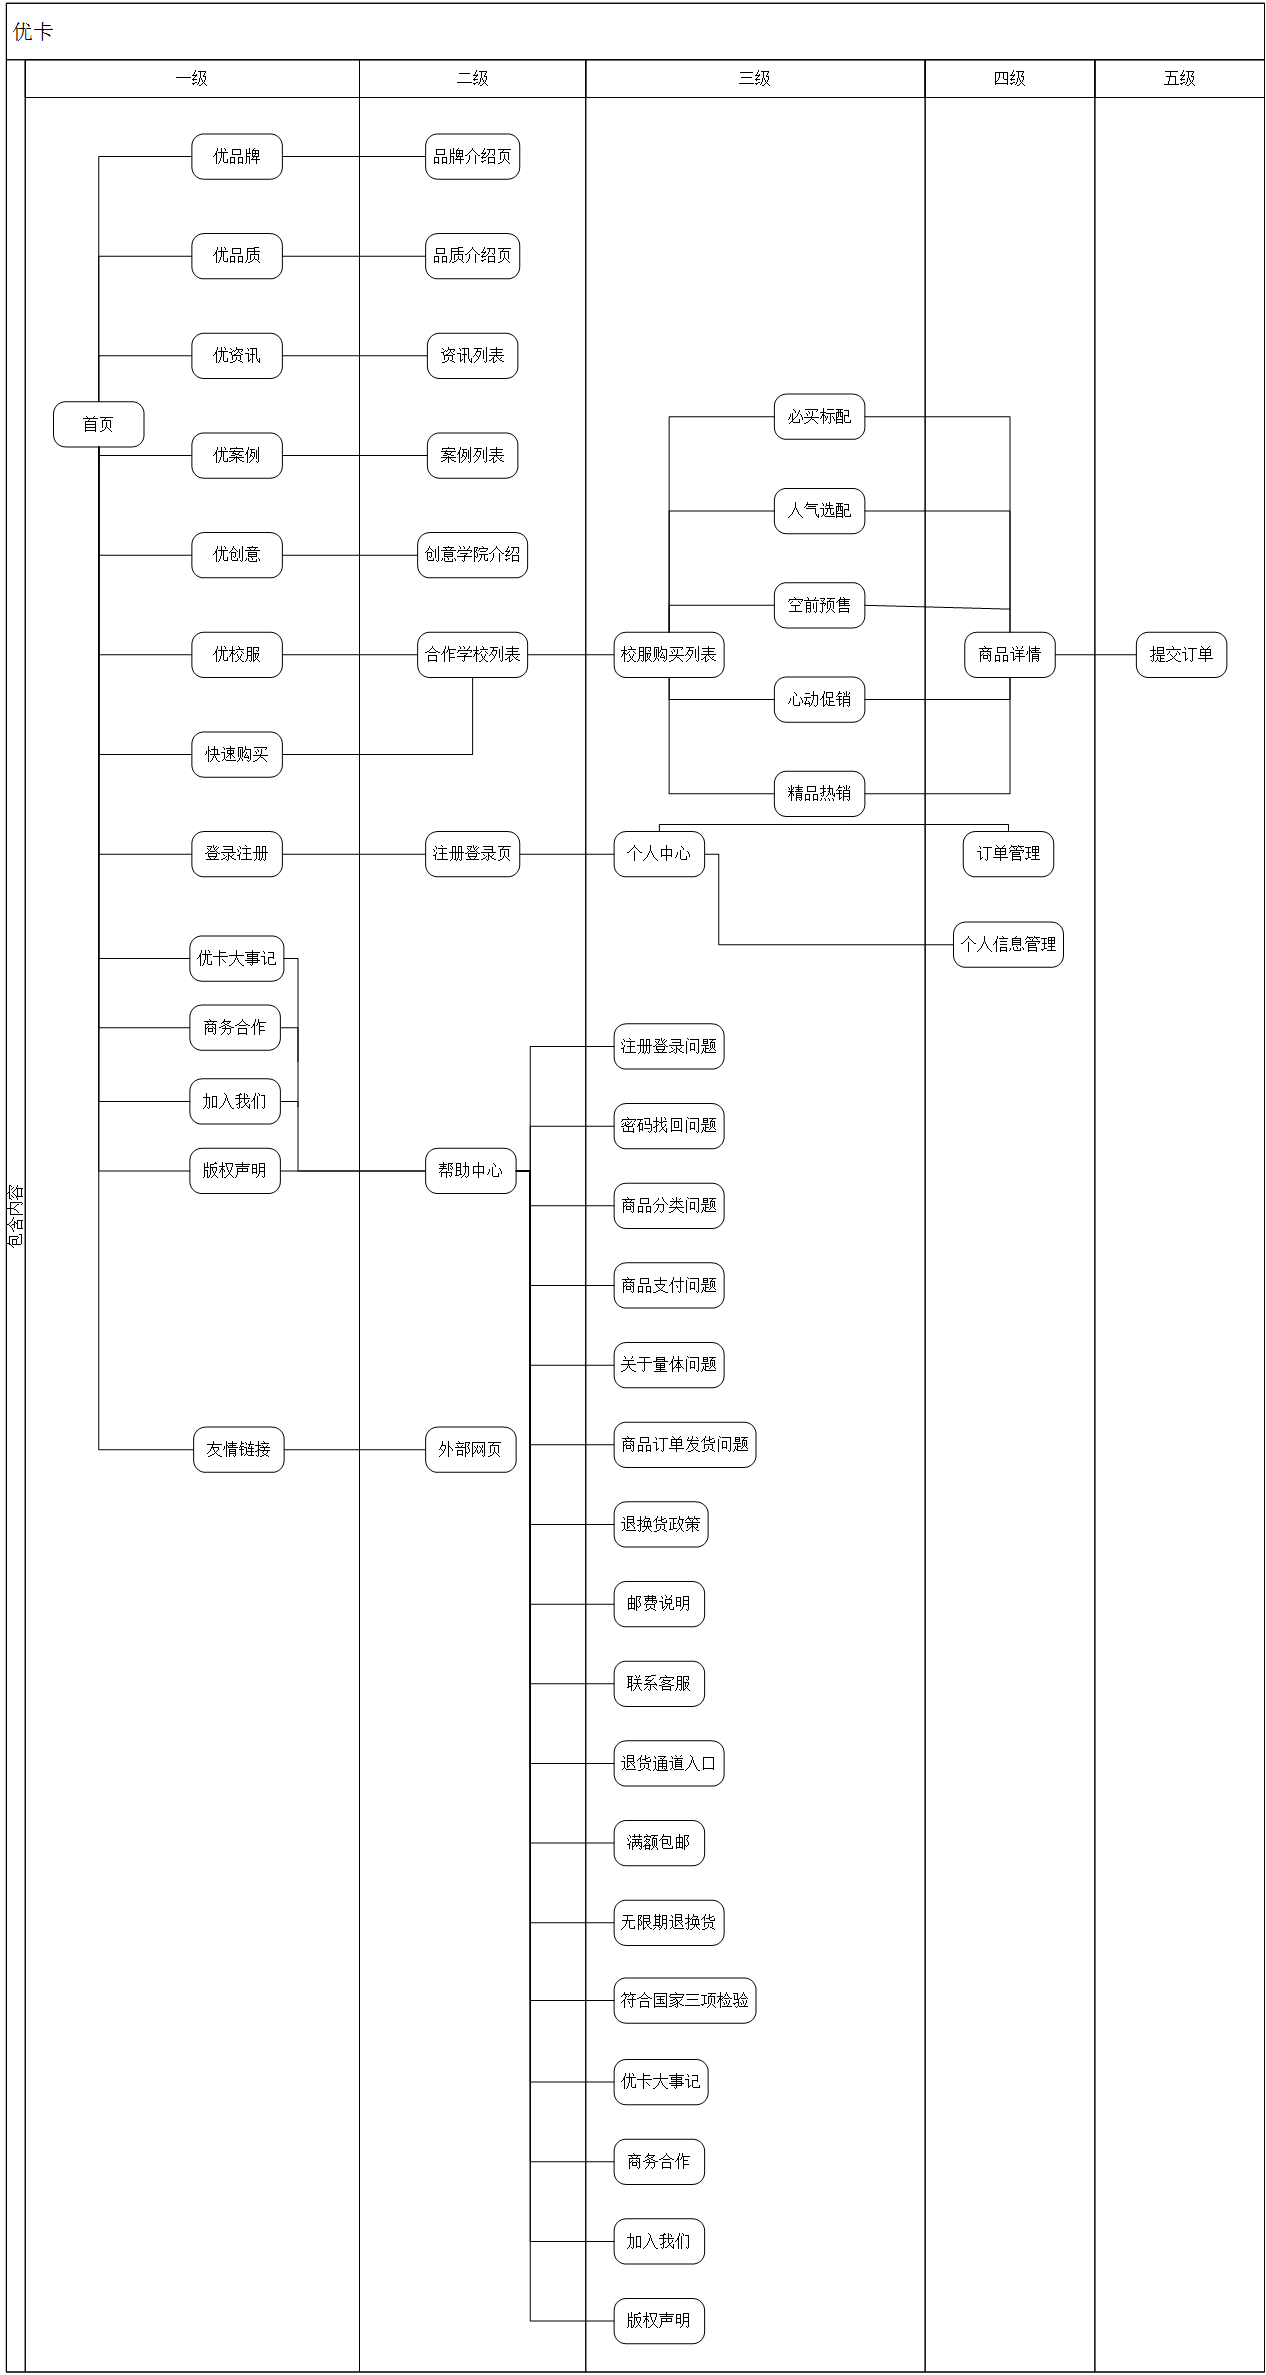 优卡
一级
二级
三级
四级
五级
包含内容
优品牌
品牌介绍页
优品质
品质介绍页
优资讯
资讯列表
首页
必买标配
优案例
案例列表
人气选配
优创意
创意学院介绍
空前预售
优校服
合作学校列表
校服购买列表
商品详情
提交订单
心动促销
快速购买
精品热销
登录注册
注册登录页
个人中心
订单管理
个人信息管理
优卡大事记
商务合作
注册登录问题
加入我们
密码找回问题
版权声明
帮助中心
商品分类问题
商品支付问题
关于量体问题
商品订单发货问题
友情链接
外部网页
退换货政策
邮费说明
联系客服
退货通道入口
满额包邮
无限期退换货
符合国家三项检验
优卡大事记
商务合作
加入我们
版权声明